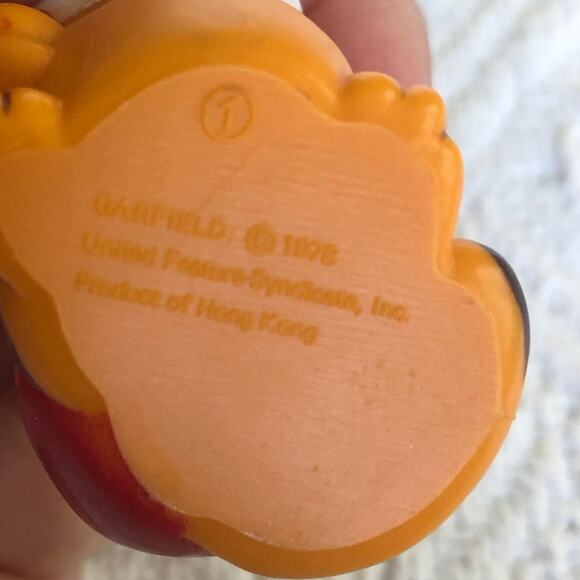 1
GARFIELD: © 1978
United Feature Syndicate, Inc.
Product of Hong Kong